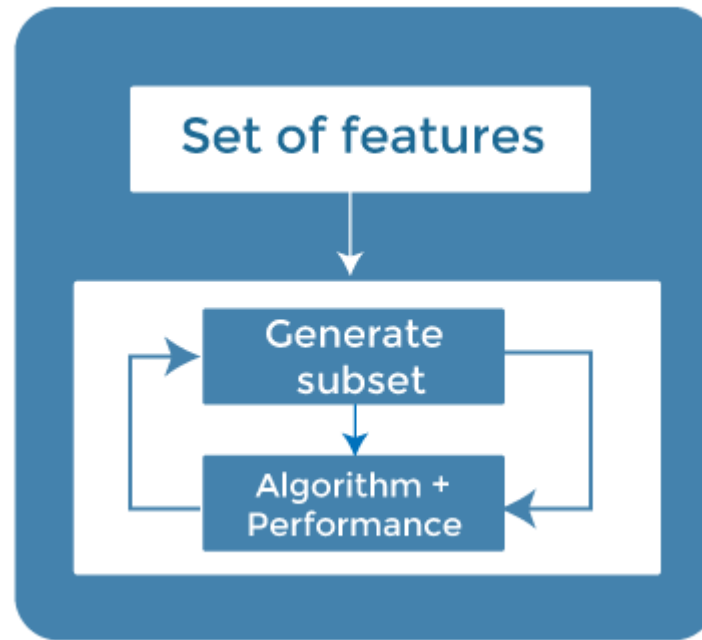 Set of features
Generate
subset
Algorithm +
Performance